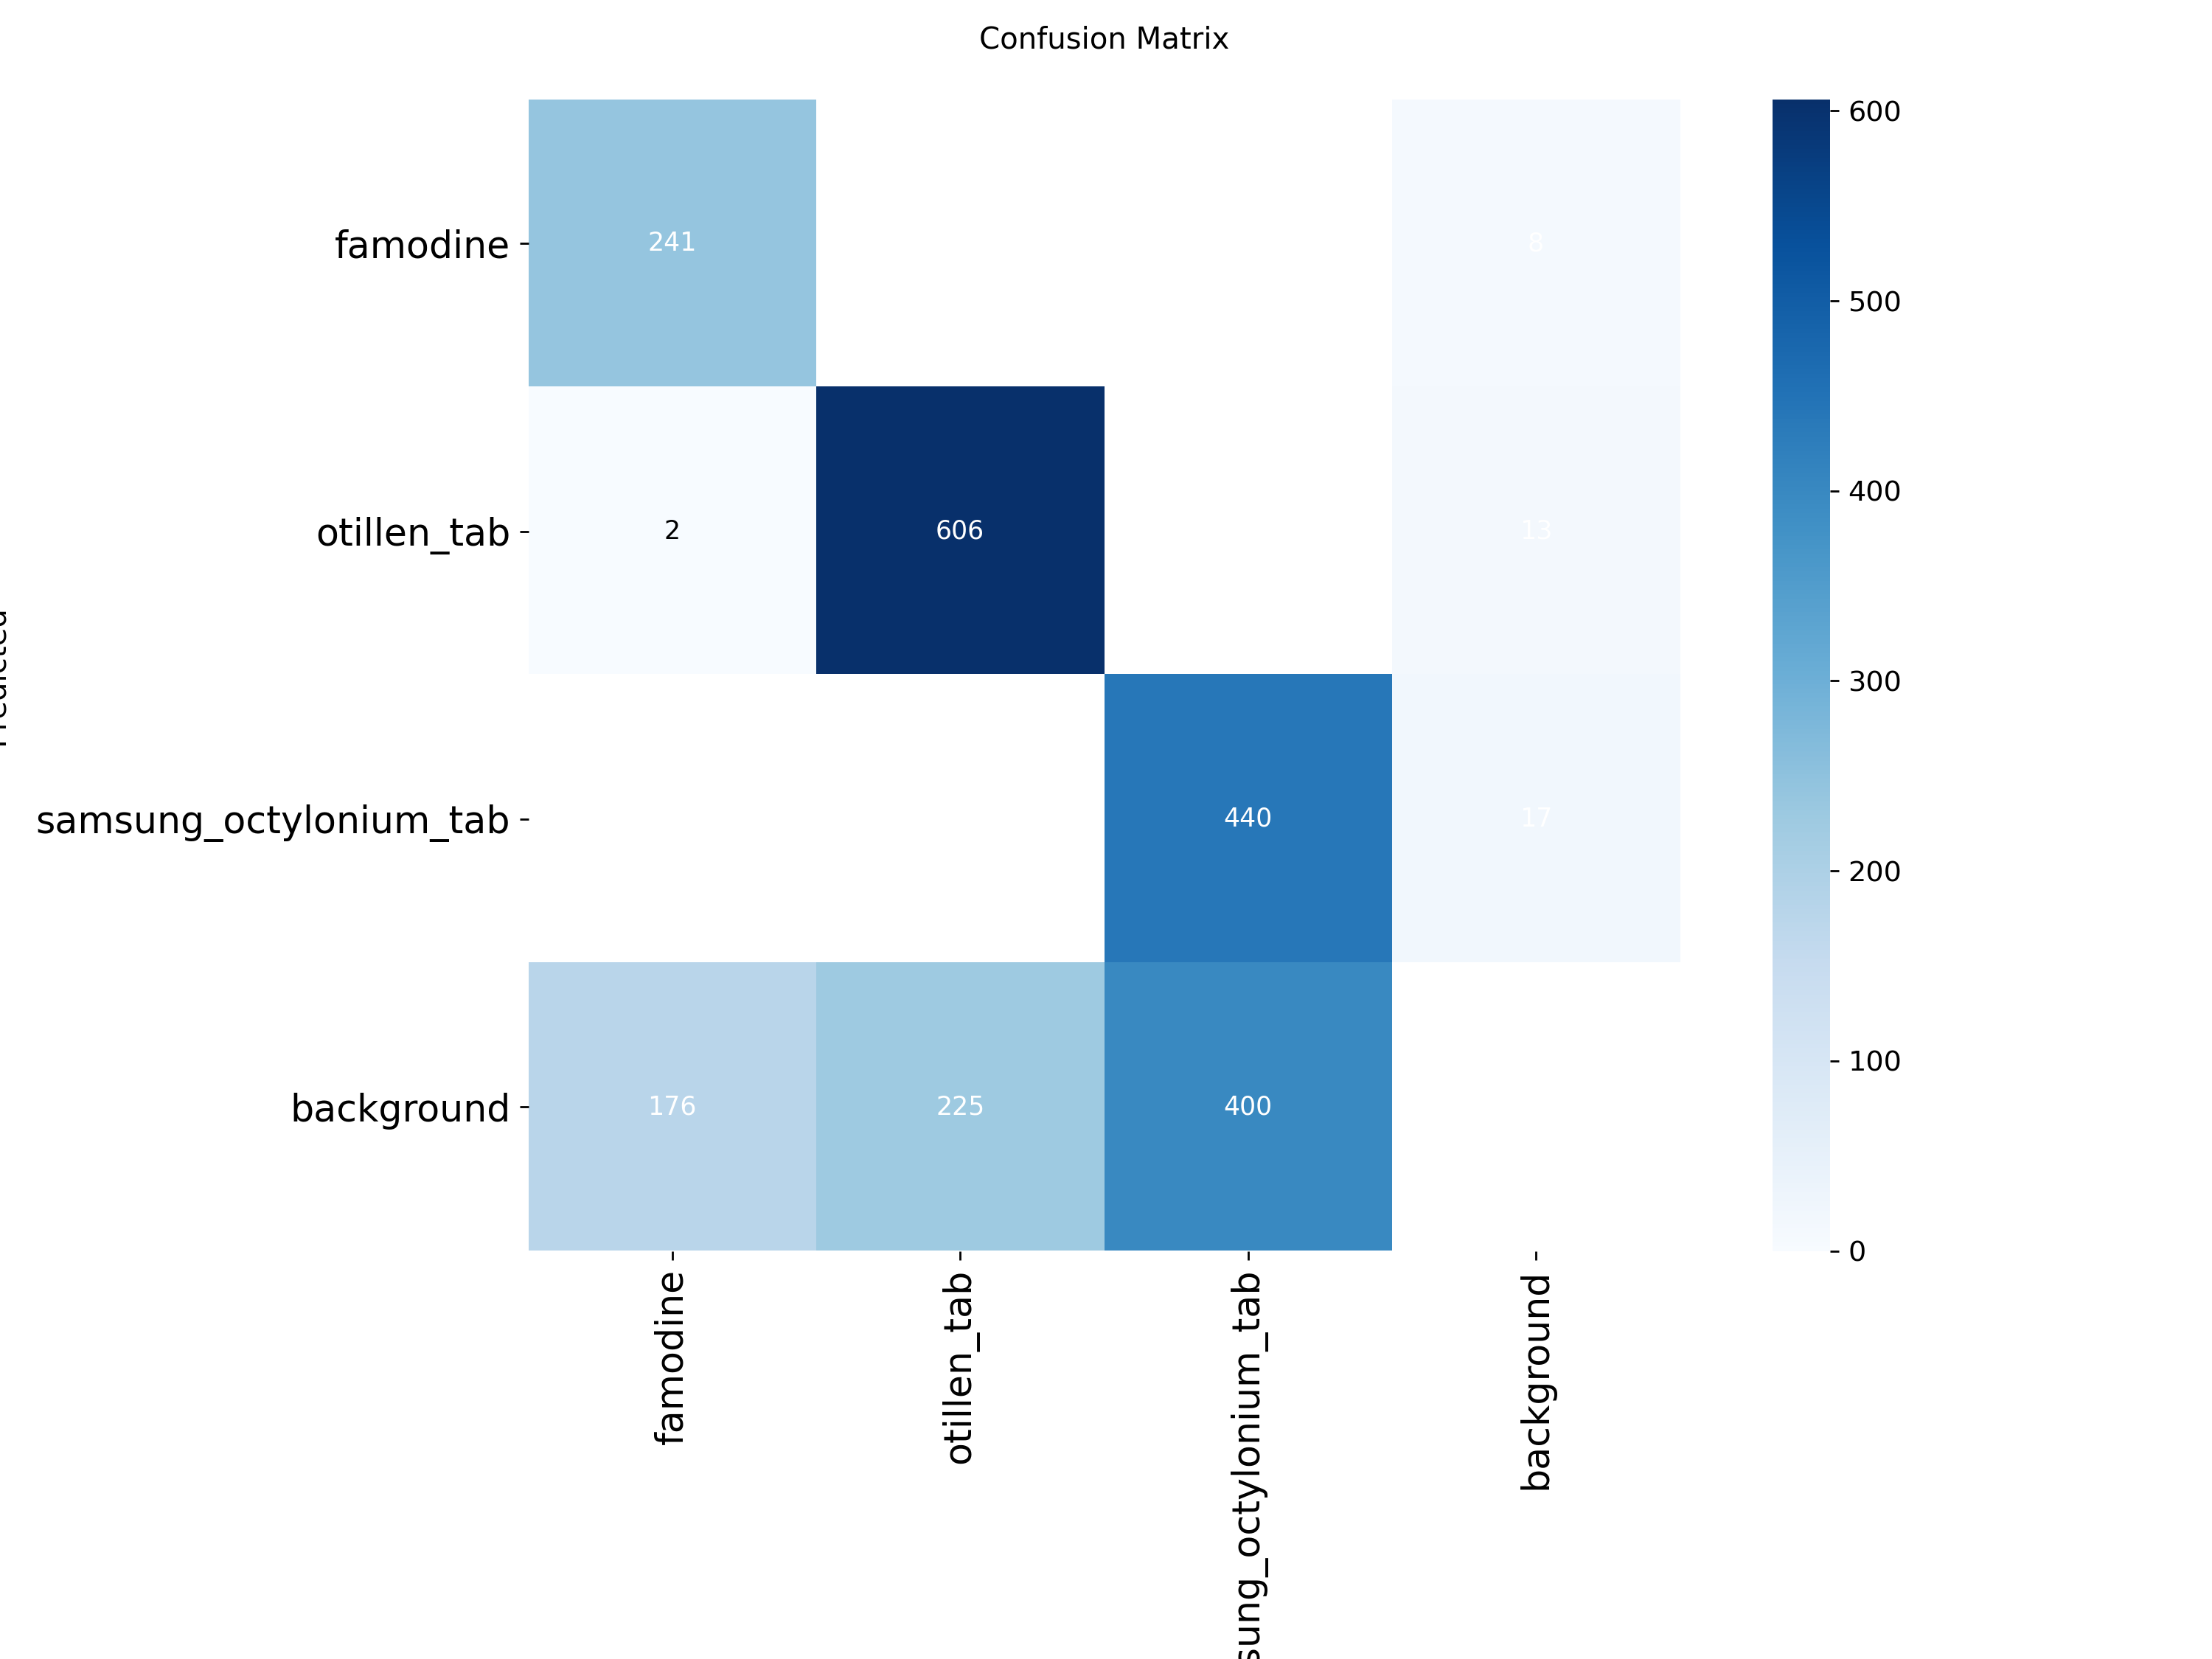 Confusion Matrix
famodine
241
8
600
500
otillen_tab
2
606
13
400
300
samsung_octylonium_tab
440
17
200
100
background
176
225
400
0
famodine
otillen_tab
sung_octylonium_tab
background